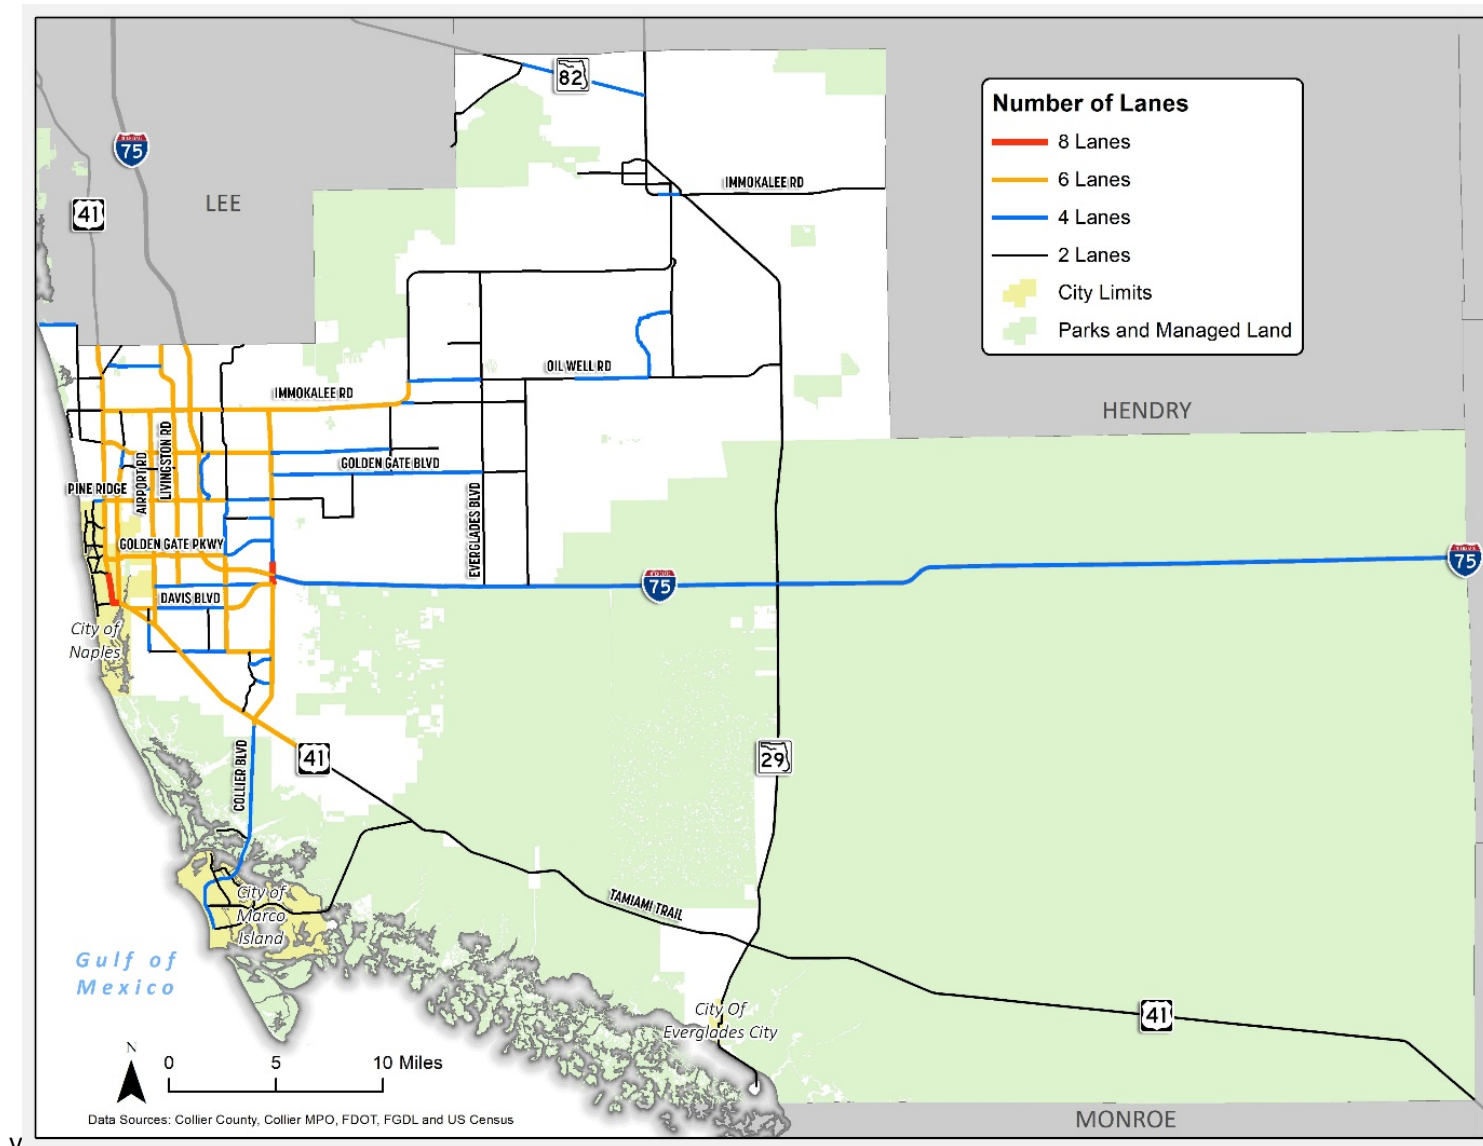 82
Number of Lanes
8 Lanes
6 Lanes
4 Lanes
2 Lanes
City Limits
Parks and Managed Land
75
41
LEE
IMMOKALEE RD
OIL WELL RD
IMMOKALEE RD
HENDRY
LIVINGSTON RD
AIRPORT RD
GOLDEN GATE BLVD
PINE RIDGE
EVERGLADES BLVD
GOLDEN GATE PKWY
75
75
DAVIS BLVD
City of
Naples
41
COLLIER BLVD
29
City of
Marco
Island
TAMIAMI TRAIL
Gulf of
Mexico
City Of
Everglades City
41
N
0 5 10 Miles
Data Sources: Collier County, Collier MPO, FDOT, FGDL and US Census
MONROE